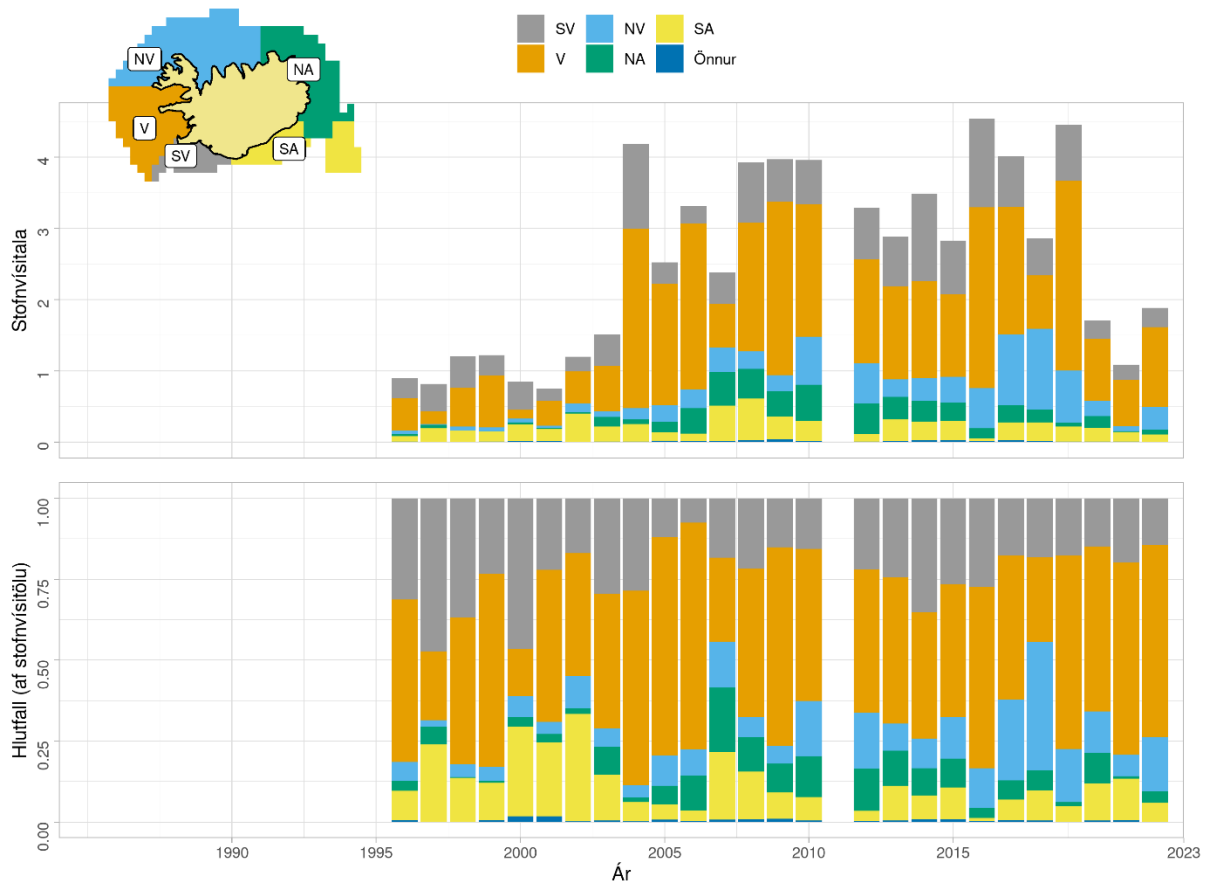 SV NV SA
V NA Önnur
NV
NA
V
SV
SA
Stofnvísitala
4
3
2
1
0
Hlutfall (af stofnvísitölu)
1.00
0.75
0.50
0.25
0.00
1990 1995 2000 2005 2010 2015 2023
Ár